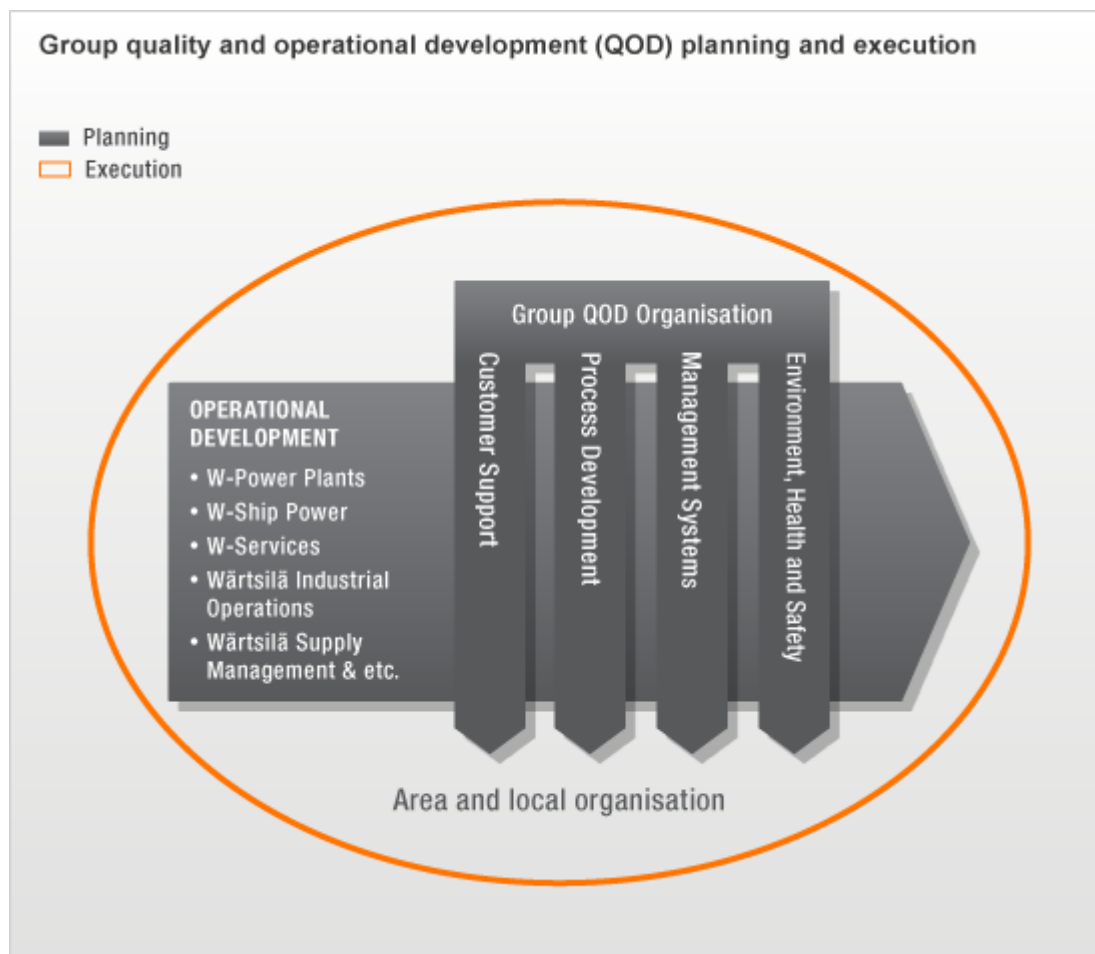 Group quality and operational development (QOD) planning and execution
Planning
Execution
Group QOD Organisation
Customer Support
Process Development
Management Systems
Environment, Health and Safety
OPERATIONAL
DEVELOPMENT
• W-Power Plants
• W-Ship Power
• W-Services
• Wärtsilä Industrial
Operations
• Wärtsilä Supply
Management & etc.
Area and local organisation